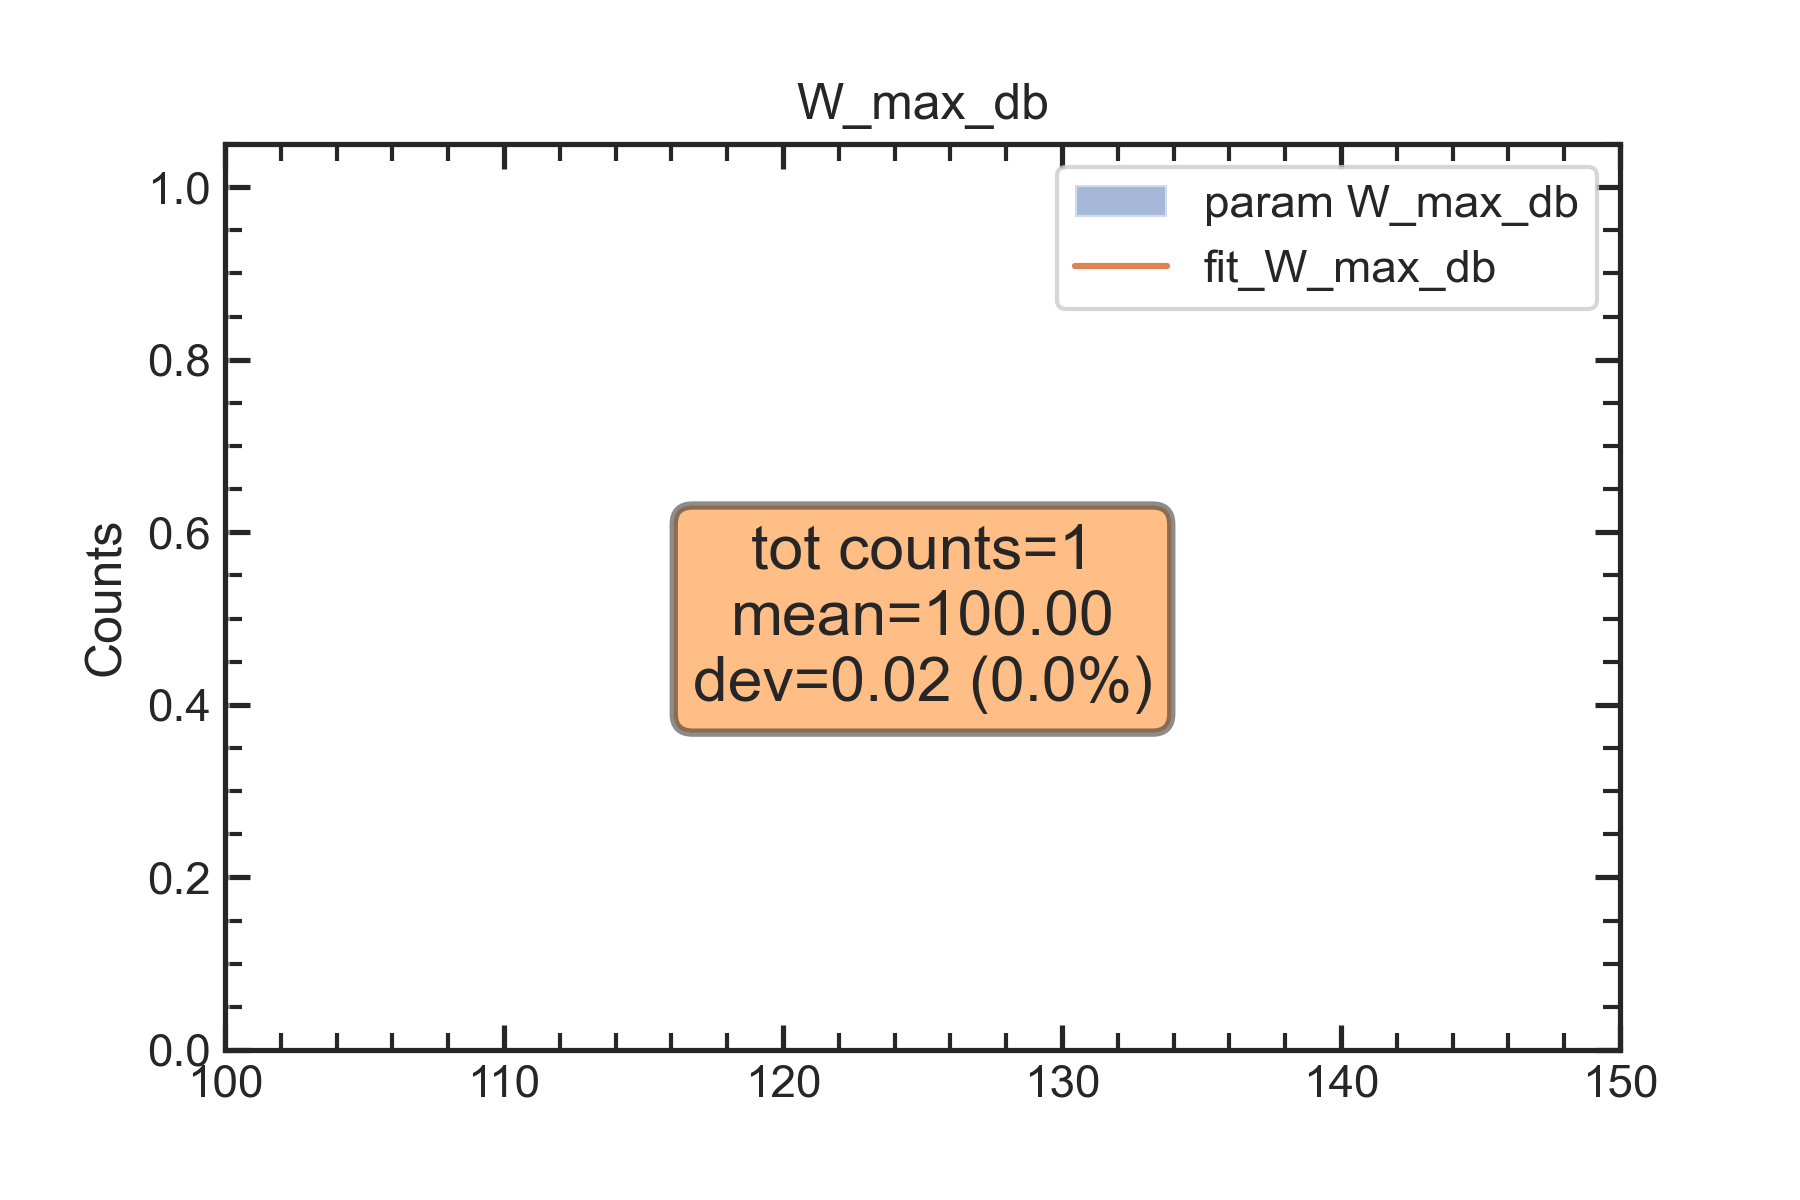 W_max_db
param W_max_db
fit_W_max_db
1.0
0.8
0.6
0.4
0.2
0.0
Counts
tot counts=1
mean=100.00
dev=0.02 (0.0%)
100 110 120 130 140 150